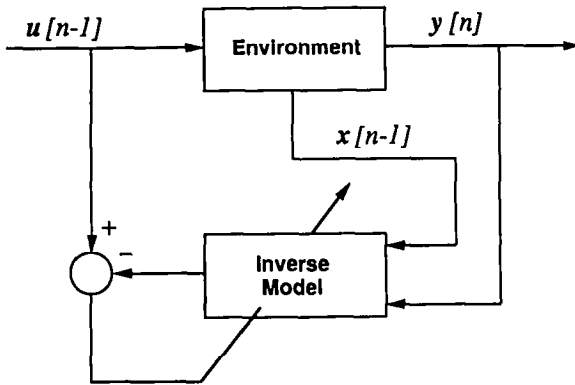 u [n-1]
Environment
y [n]
x [n-1]
+
-
Inverse
Model